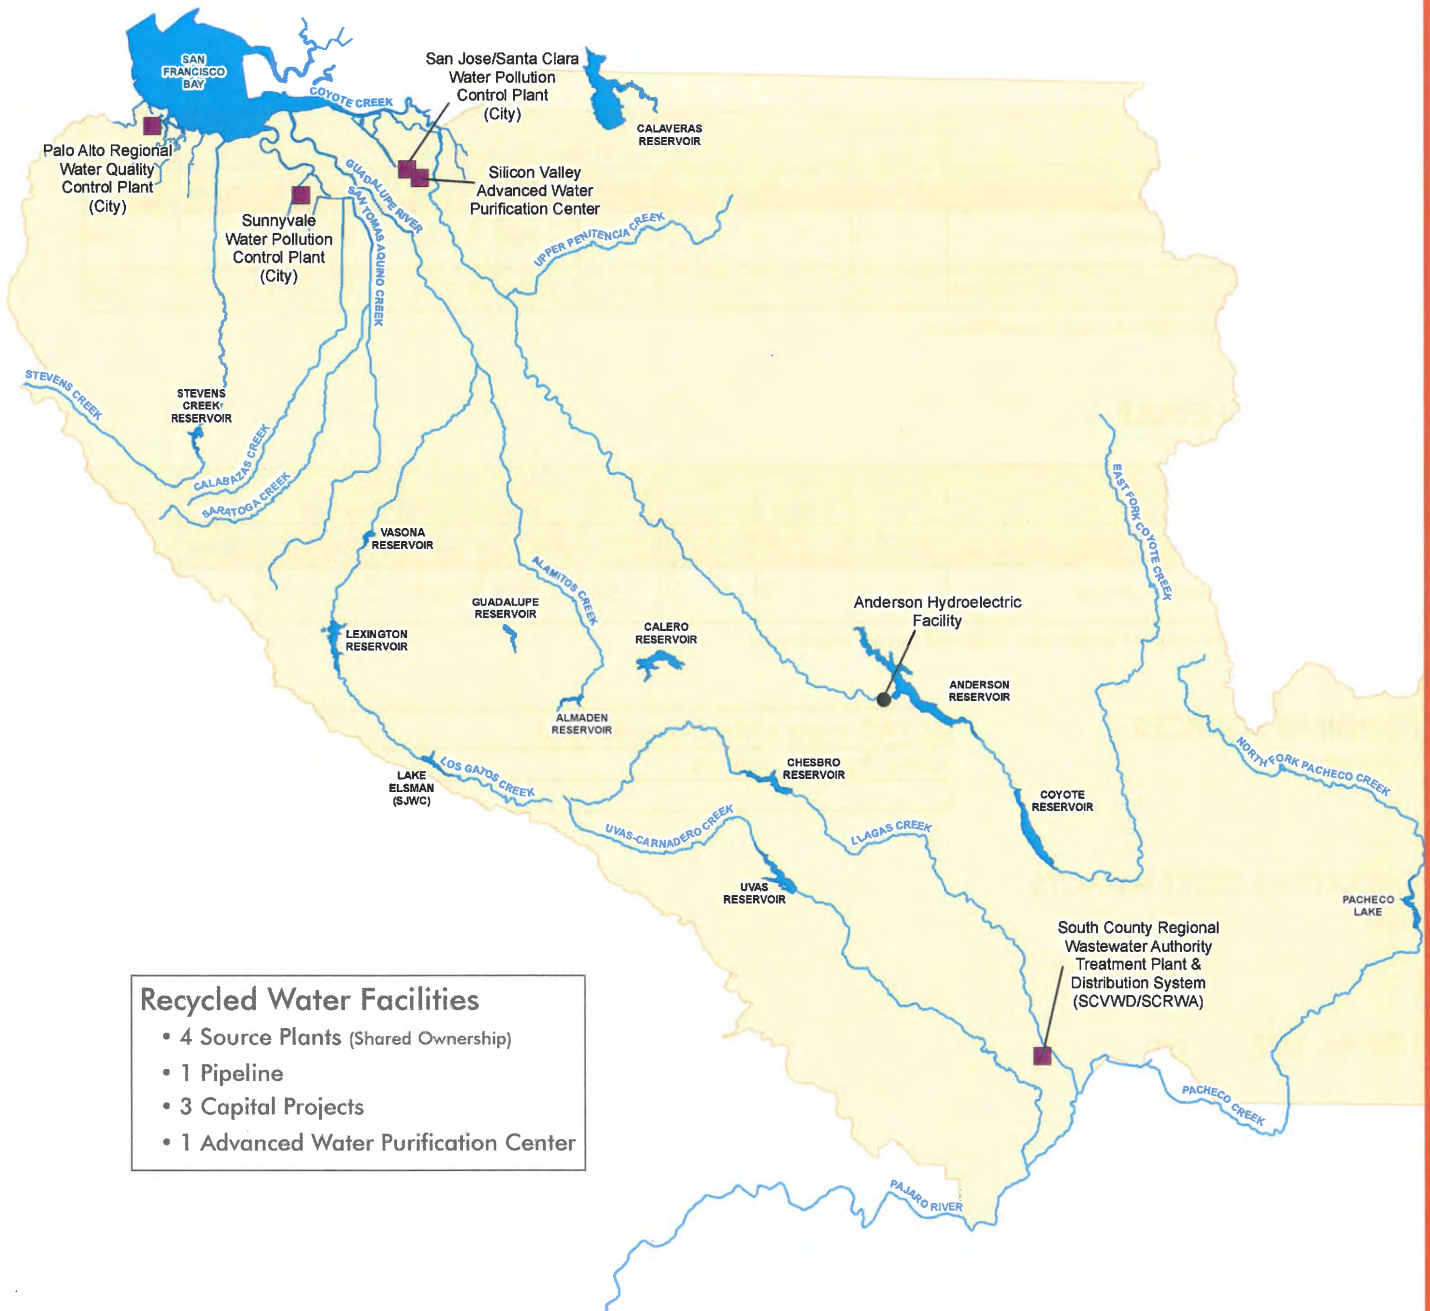 SAN
FRANCISCO
BAY
COYOTE CREEK
San Jose/Santa Clara
Water Pollution
Control Plant
(City)
CALAVERAS
RESERVOIR
Palo Alto Regional
Water Quality
Control Plant
(City)
Silicon Valley
Advanced Water
Purification Center
GUADALUPE RIVER
SAN TOMAS AQUINO CREEK
Sunnyvale
Water Pollution
Control Plant
(City)
UPPER PENITENCIA CREEK
STEVENS CREEK
STEVENS
CREEK
RESERVOIR
CALABAZAS CREEK
SARATOGA CREEK
EAST FORK COYOTE CREEK
VASONA
RESERVOIR
ALAMITOS CREEK
GUADALUPE
RESERVOIR
Anderson Hydroelectric
Facility
LEXINGTON
RESERVOIR
CALERO
RESERVOIR
ANDERSON
RESERVOIR
ALMADEN
RESERVOIR
NORTH FORK PACHECO CREEK
LAKE
ELSMAN
(SJWC)
LOS GATOS CREEK
CHESBRO
RESERVOIR
COYOTE
RESERVOIR
UVAS-CARNADERO CREEK
LLAGAS CREEK
UVAS
RESERVOIR
PACHECO
LAKE
South County Regional
Wastewater Authority
Treatment Plant &
Distribution System
(SCVWD/SCRWA)
Recycled Water Facilities
• 4 Source Plants (Shared Ownership)
• 1 Pipeline
• 3 Capital Projects
• 1 Advanced Water Purification Center
PACHECO CREEK
PAJARO RIVER